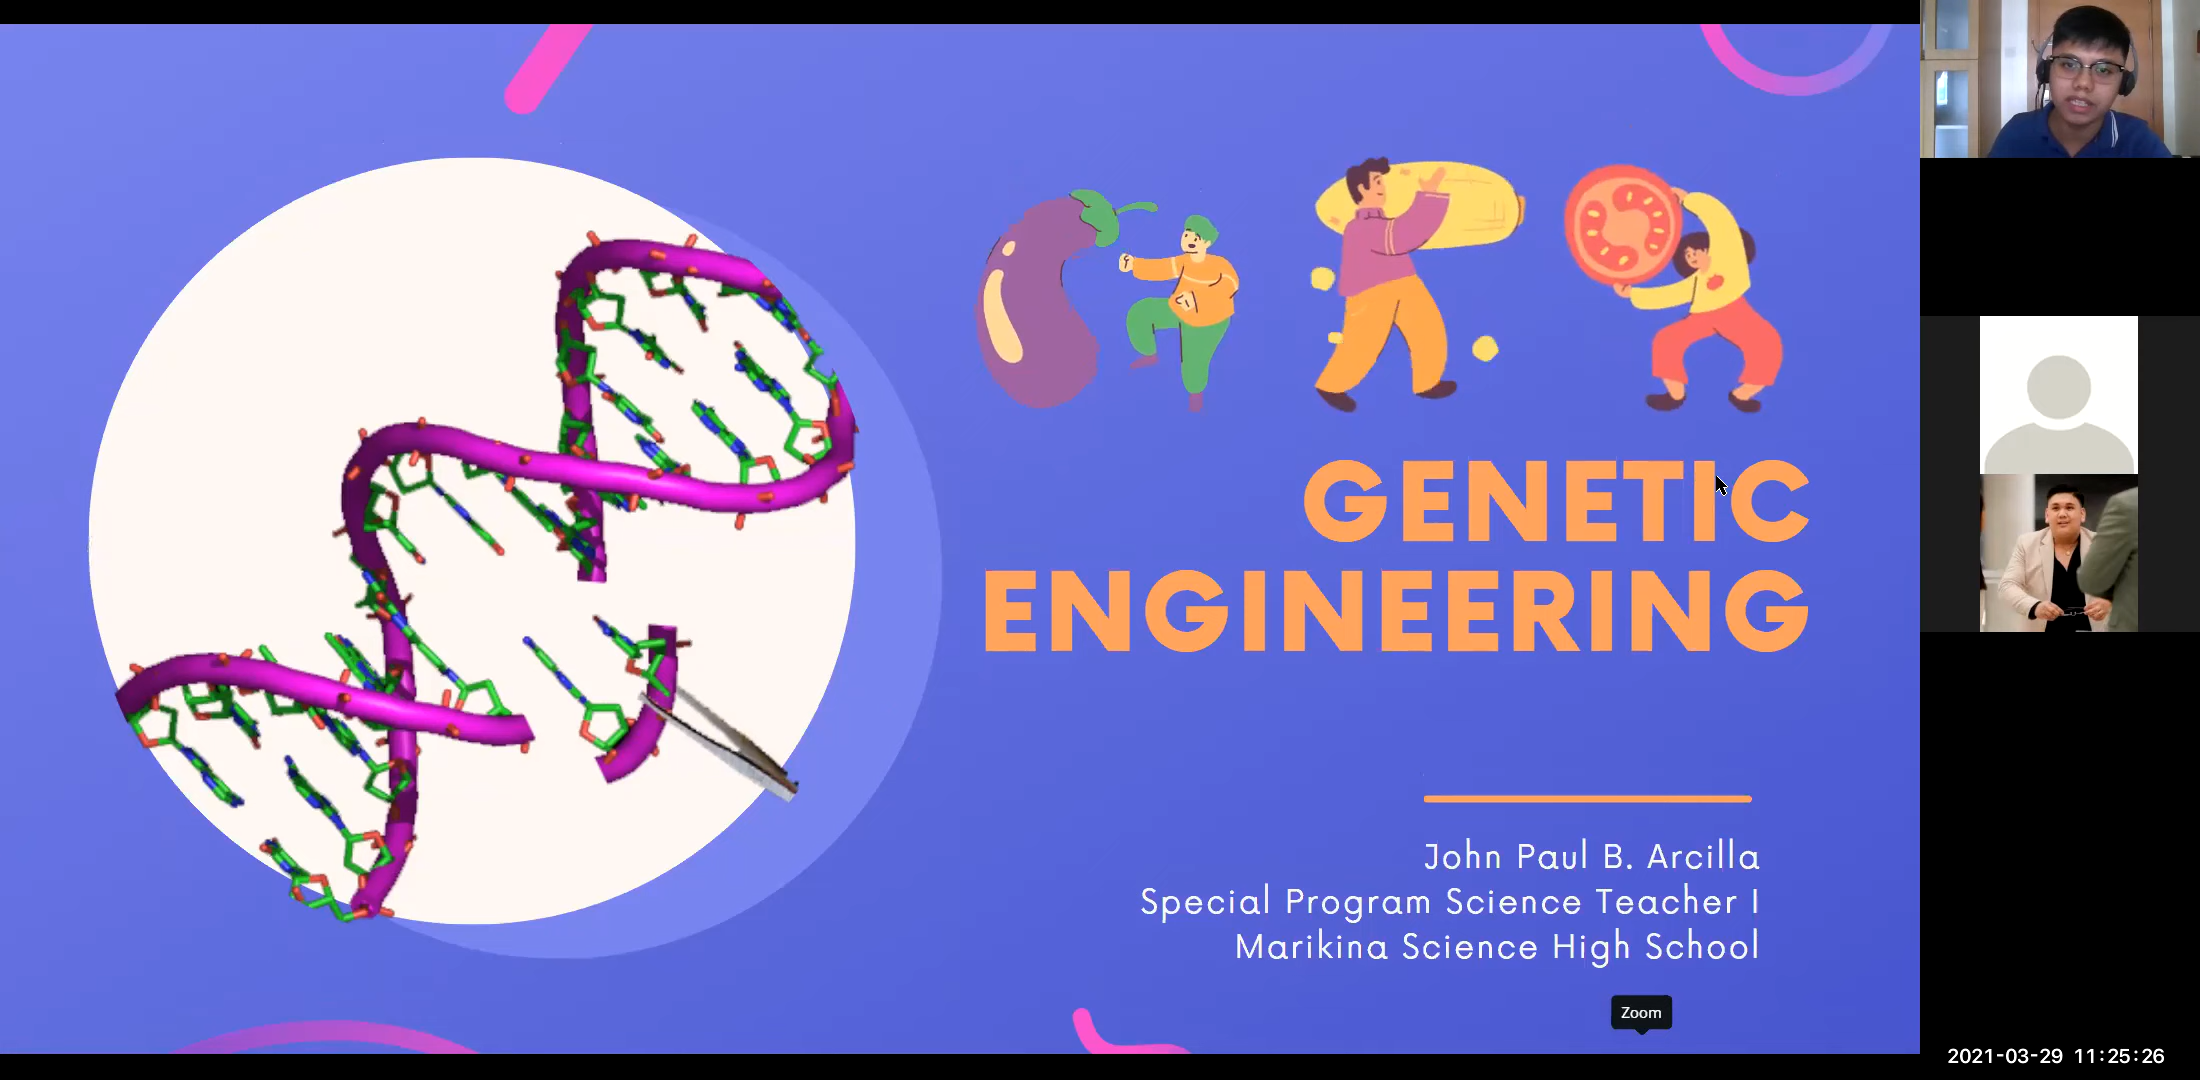 GENETIC
ENGINEERING
John Paul B. Arcilla
Special Program Science Teacher I
Marikina Science High School
Zoom
2021-03-29 11:25:26